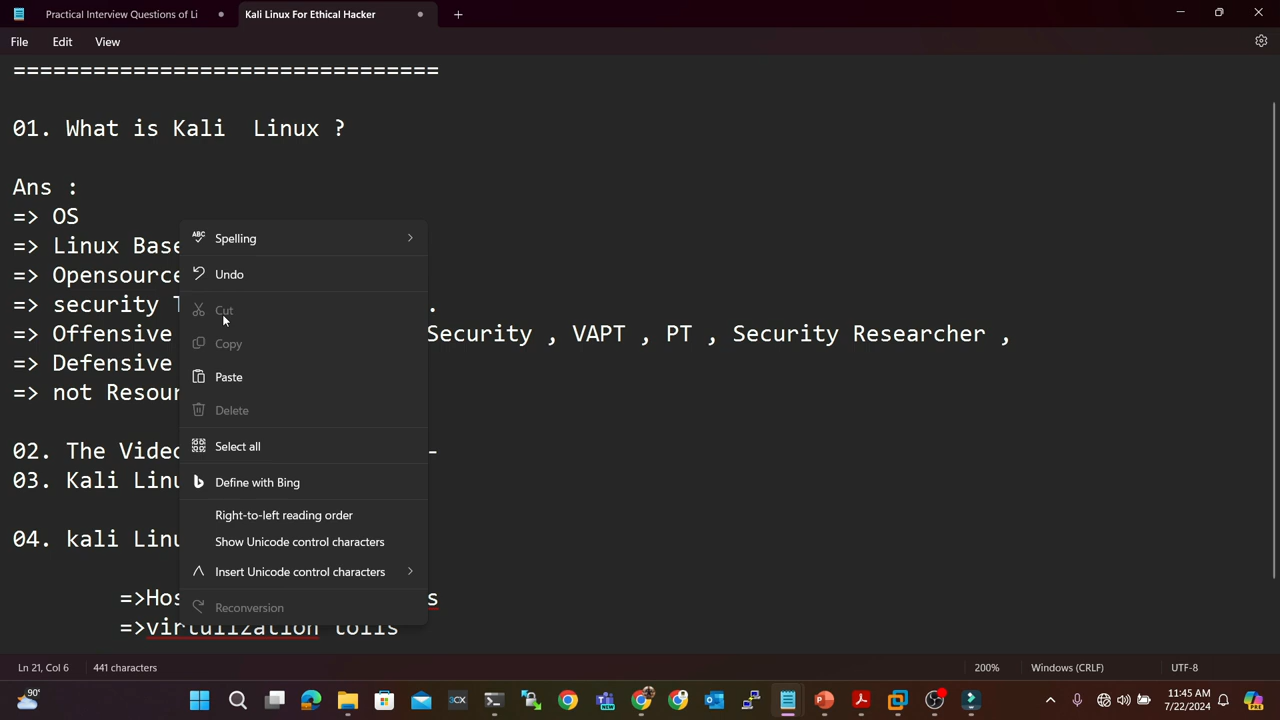 Practical Interview Questions of Li
Kali Linux For Ethical Hacker
File Edit View
================================
01. What is Kali  Linux ?
Ans :
=> OS
=> Linux Base
=> Opensource
=> security .
=> Offensive Security , VAPT , PT , Security Researcher ,
=> Defensive
=> not Resour
02. The Videc -
03. Kali Linu
04. kali Linu
=>Hos s
=>virtulization tolls
Spelling
Undo
Cut
Copy
Paste
Delete
Select all
Define with Bing
Right-to-left reading order
Show Unicode control characters
Insert Unicode control characters
Reconversion
Ln 21, Col 6 441 characters 200% Windows (CRLF) UTF-8
90°
11:45 AM
7/22/2024